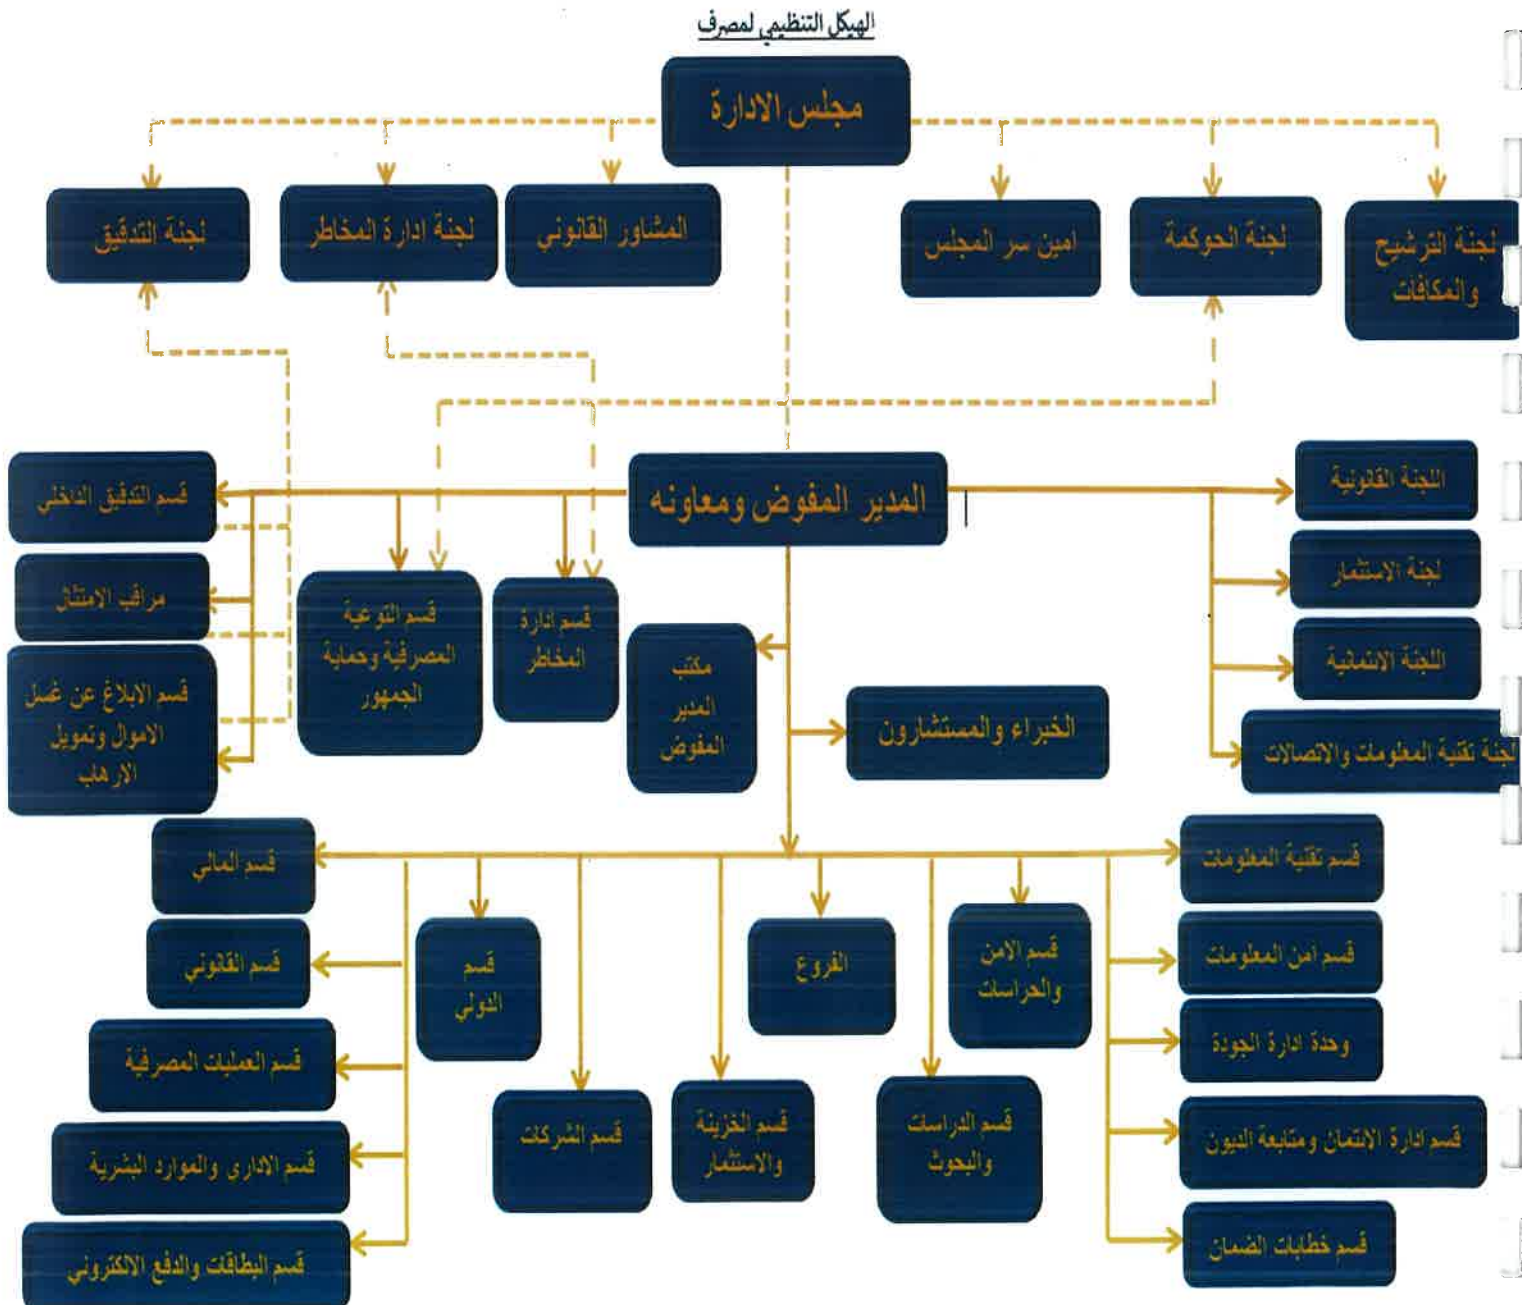 الهيكل التنظيمي لمصرف
مجلس الادارة
لجنة الترشيح
والمكافات
لجنة الحوكمة
امين سر المجلس
المشاور القانوني
لجنة ادارة المخاطر
لجنة التدقيق
المدير المفوض ومعاونه
اللجنة القانونية
لجنة الاستثمار
اللجنة الائتمانية
لجنة تقنية المعلومات والاتصالات
قسم التدقيق الداخلي
مراقب الامتثال
قسم الابلاغ عن غسل
الاموال وتمويل
الارهاب
قسم التوعية
المصرفية وحماية
الجمهور
قسم ادارة
المخاطر
مكتب
المدير
المفوض
الخبراء والمستشارون
قسم تقنية المعلومات
قسم امن المعلومات
وحدة ادارة الجودة
قسم ادارة الائتمان ومتابعة الديون
قسم خطابات الضمان
قسم الامن
والحراسات
قسم الدراسات
والبحوث
الفروع
قسم الخزينة
والاستثمار
قسم الشركات
قسم
الدولي
قسم المالي
قسم القانوني
قسم العمليات المصرفية
قسم الاداري والموارد البشرية
قسم البطاقات والدفع الالكتروني